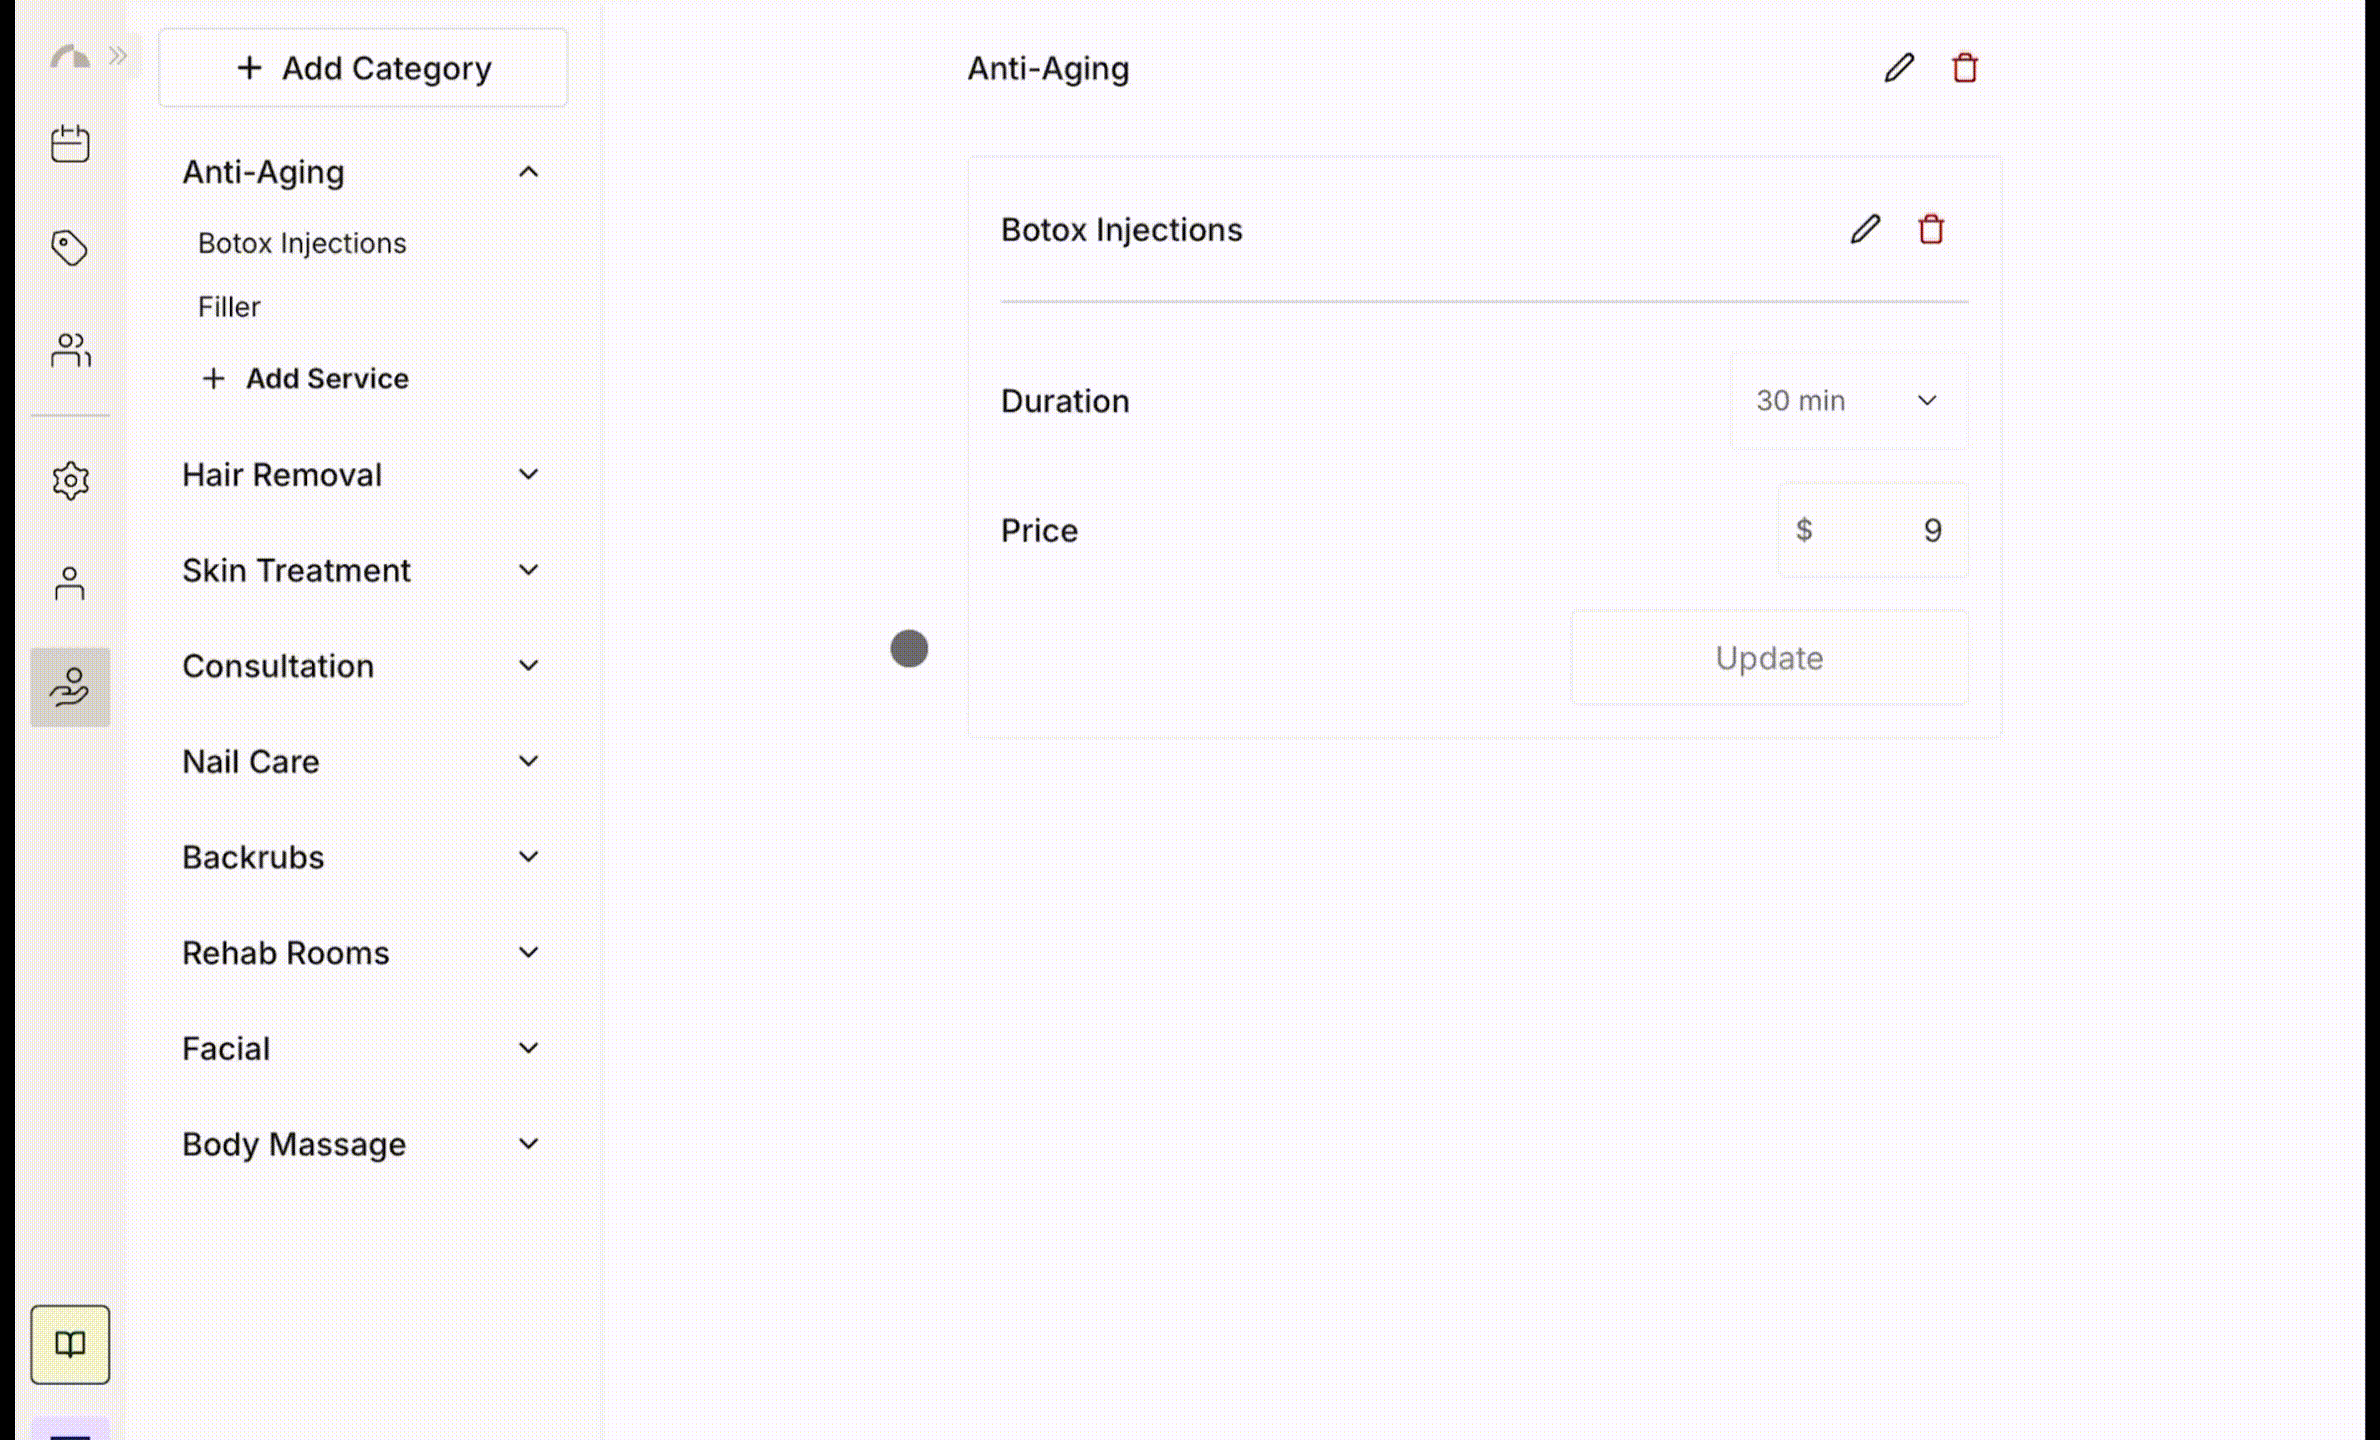 Add Category
Anti-Aging
Botox Injections
Filler
Add Service
Hair Removal
Skin Treatment
Consultation
Nail Care
Backrubs
Rehab Rooms
Facial
Body Massage
Anti-Aging
Botox Injections
Duration
30 min
Price
$ 9
Update